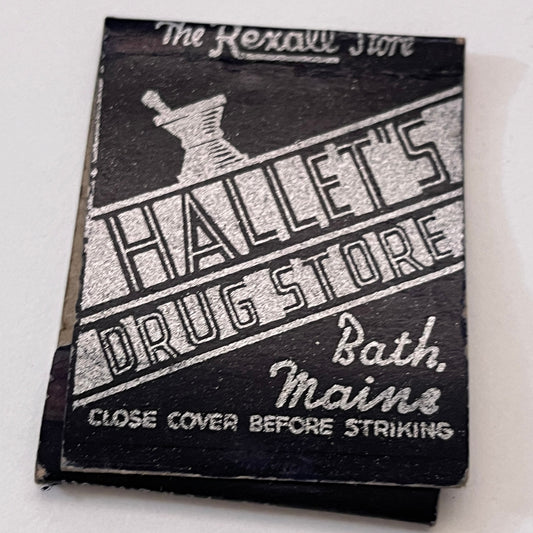 The Rexall Store
HALLET'S
DRUG STORE
Bath,
Maine
CLOSE COVER BEFORE STRIKING